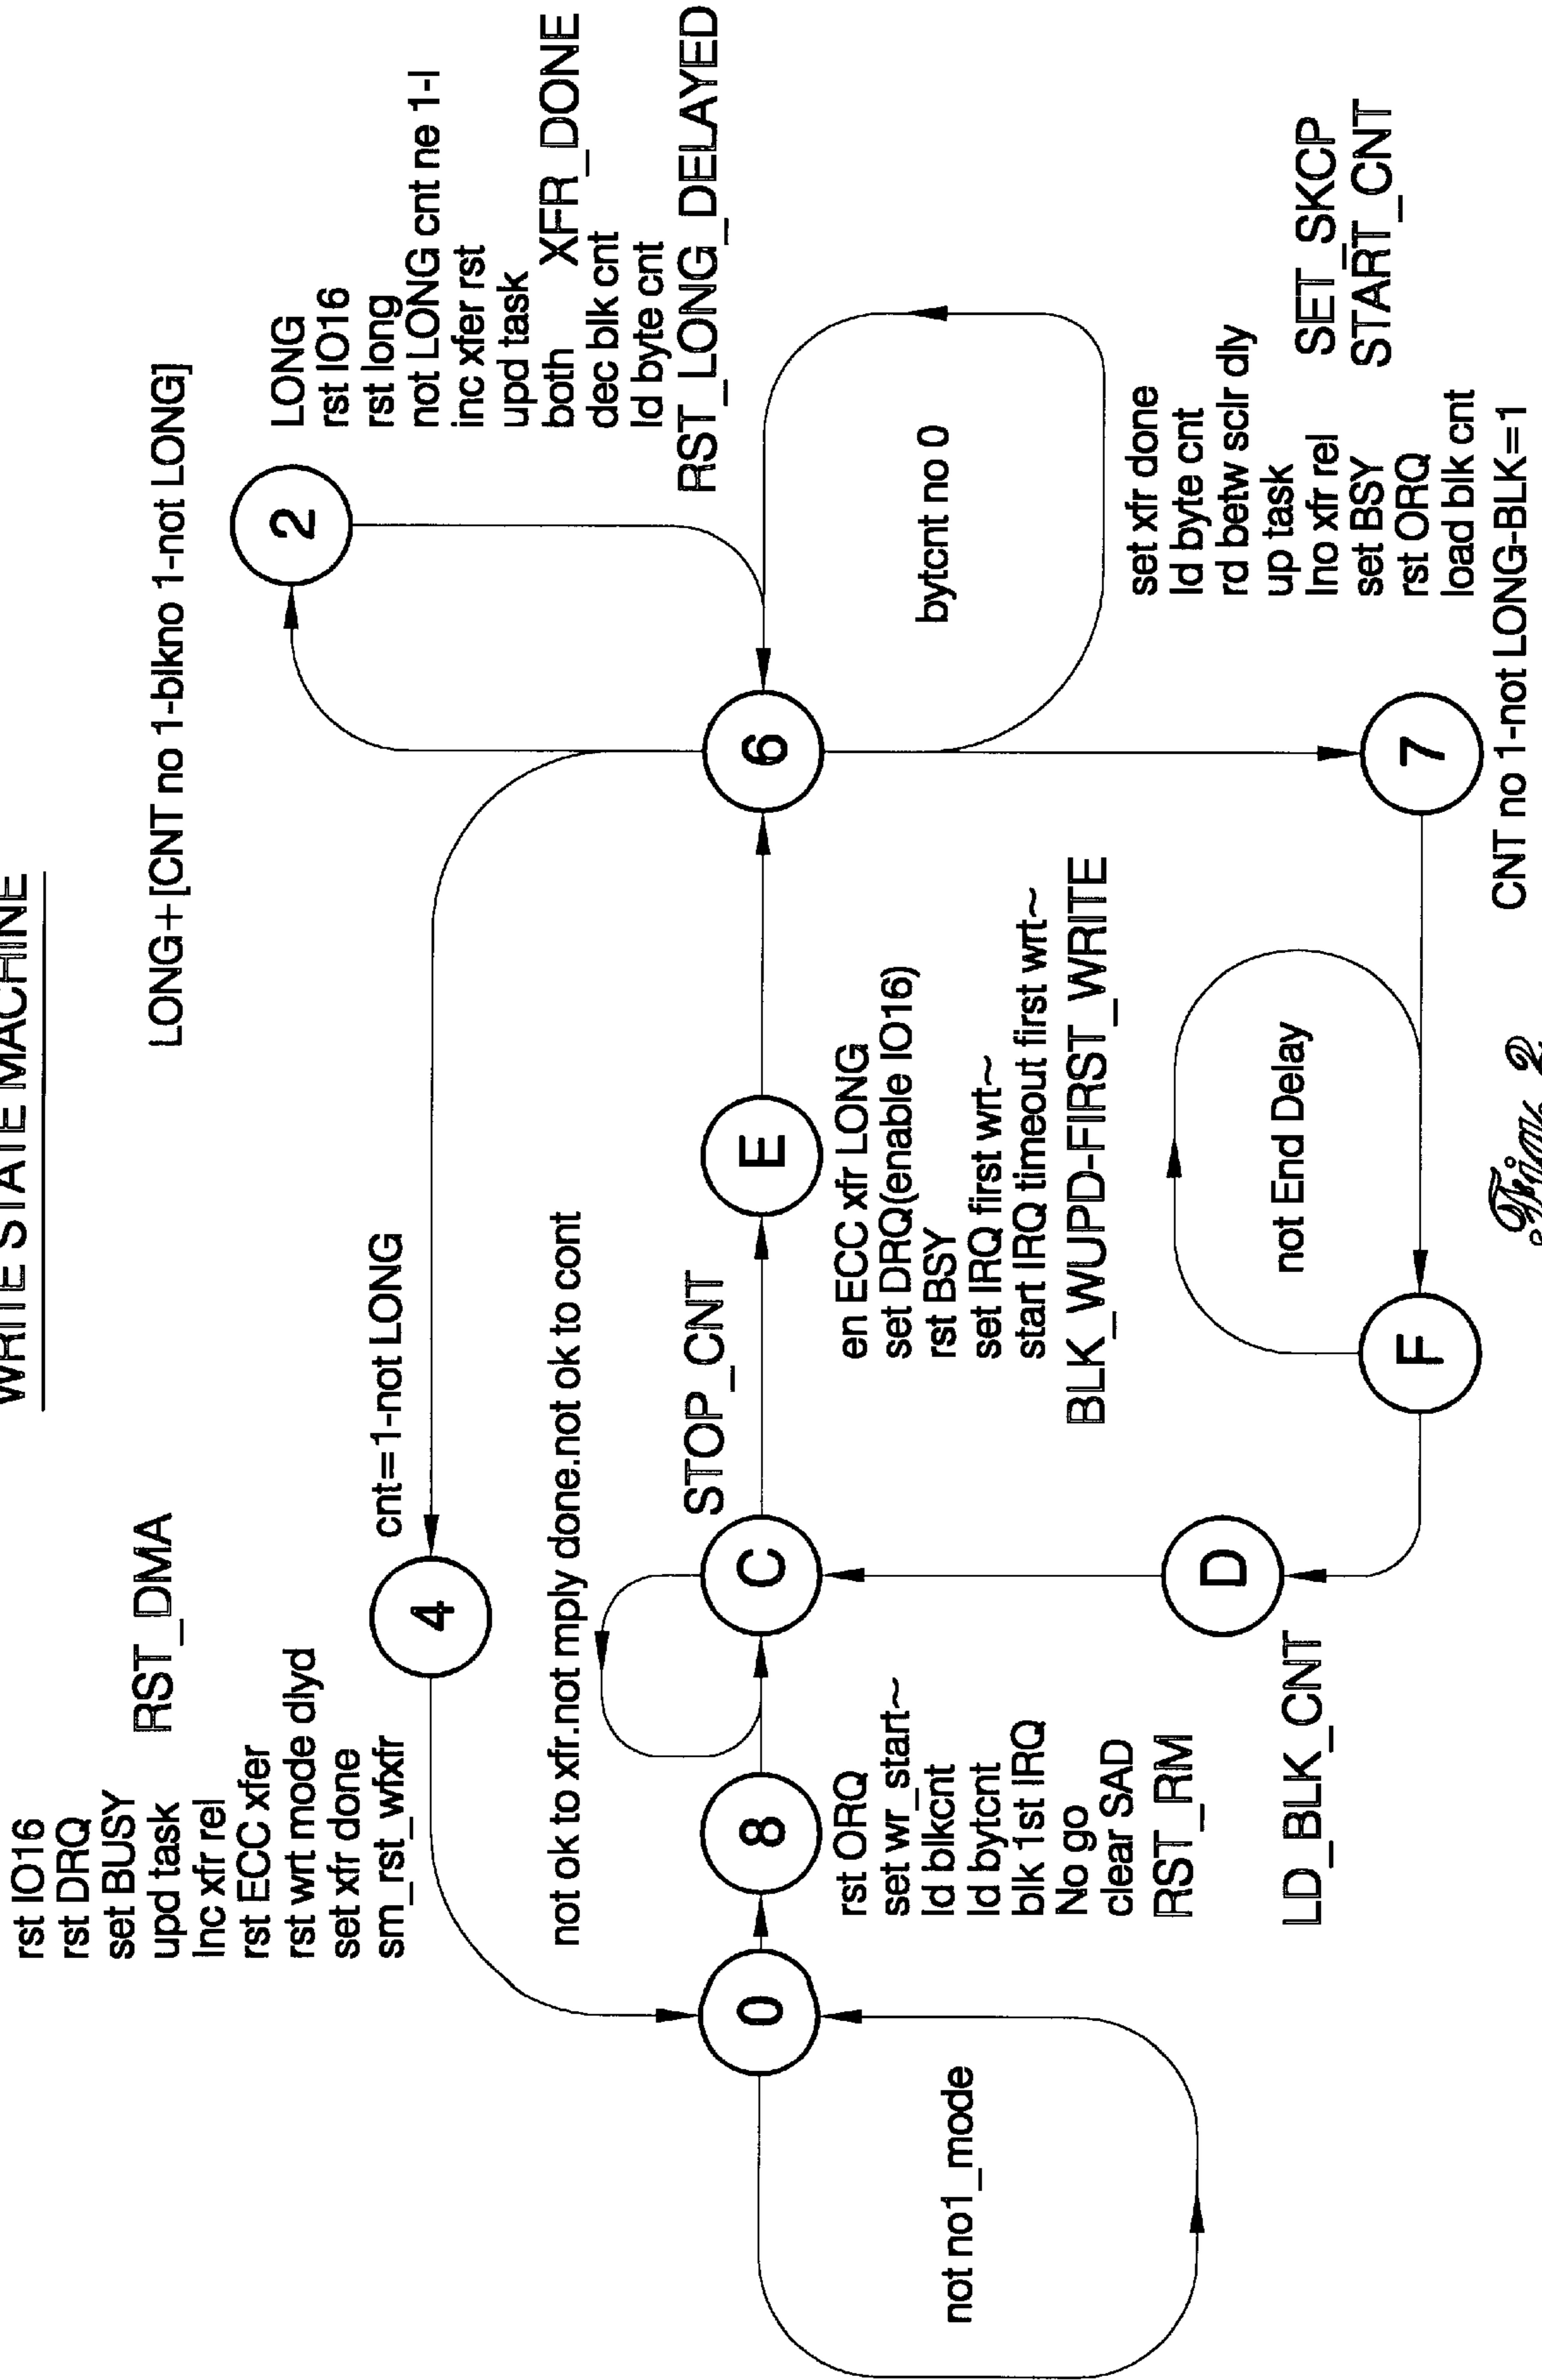 WRITE STATE MACHINE
rst IO16
rst DRQ
set BUSY
upd task
Inc xfr rel
rst ECC xfer
rst wrt mode dlyd
set xfr done
sm_rst_wfxfr
RST_DMA
4
cnt=1-not LONG
LONG+[CNT no 1-blkno 1-not LONG]
2
LONG
rst IO16
rst long
not LONG cnt ne 1-I
inc xfer rst
upd task
both XFR_DONE
dec blk cnt
ld byte cnt
RST_LONG_DELAYED
not ok to xfr.not mply done.not ok to cont
STOP_CNT
0
8
C
E
6
not no1_mode
rst ORQ
set wr_start~
ld blkcnt
ld bytcnt
blk 1st IRQ
No go
clear SAD
RST_RM
en ECC xfr LONG
set DRQ(enable IO16)
rst BSY
set IRQ first wrt~
start IRQ timeout first wrt~
BLK_WUPD-FIRST_WRITE
bytcnt no 0
set xfr done
ld byte cnt
rd betw sclr dly
up task
Ino xfr rel
set BSY
rst ORQ
load blk cnt
SET_SKCP
START_CNT
LD_BLK_CNT
D
F
7
not End Delay
CNT no 1-not LONG-BLK=1
Fig. 2